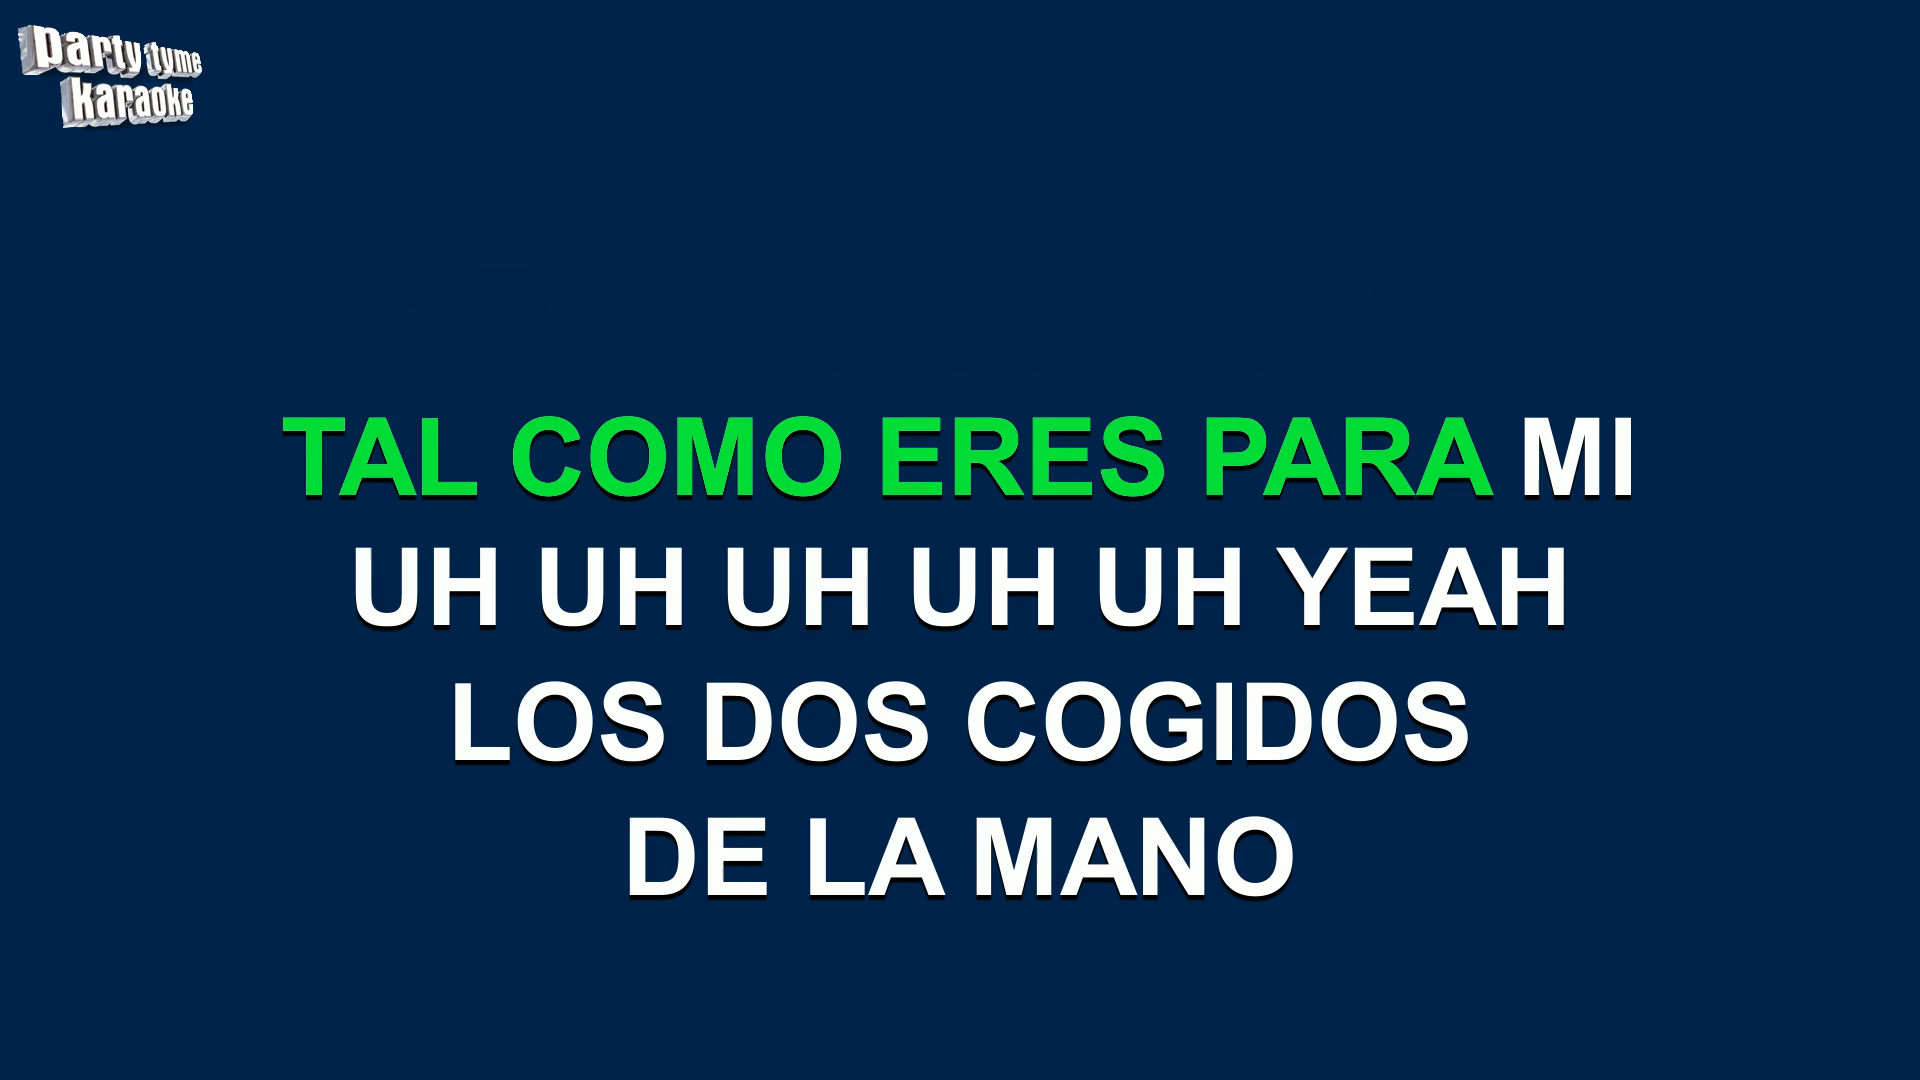 party tyme
karaoke
TAL COMO ERES PARA MI
UH UH UH UH UH YEAH
LOS DOS COGIDOS
DE LA MANO